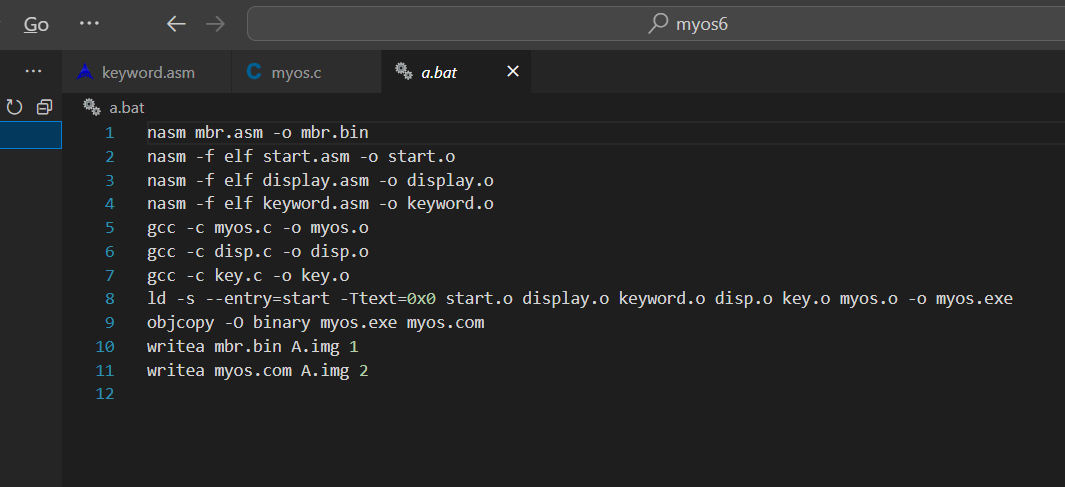 Go ··· ← → myos6
··· keyword.asm C myos.c a.bat ×
a.bat
1 nasm mbr.asm -o mbr.bin
2 nasm -f elf start.asm -o start.o
3 nasm -f elf display.asm -o display.o
4 nasm -f elf keyword.asm -o keyword.o
5 gcc -c myos.c -o myos.o
6 gcc -c disp.c -o disp.o
7 gcc -c key.c -o key.o
8 ld -s --entry=start -Ttext=0x0 start.o display.o keyword.o disp.o key.o myos.o -o myos.exe
9 objcopy -O binary myos.exe myos.com
10 writea mbr.bin A.img 1
11 writea myos.com A.img 2
12